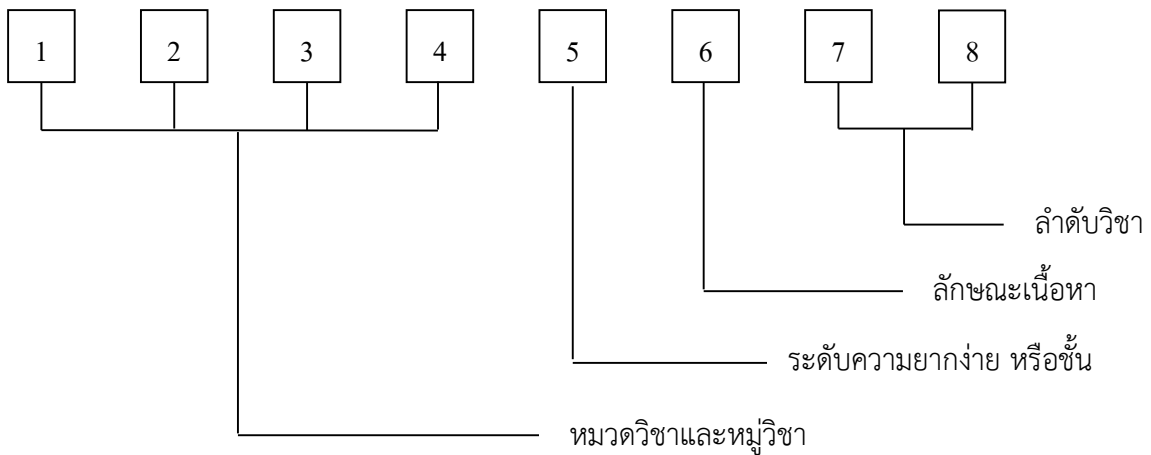 1 2 3 4 5 6 7 8
ลำดับวิชา
ลักษณะเนื้อหา
ระดับความยากง่าย หรือชั้น
หมวดวิชาและหมู่วิชา